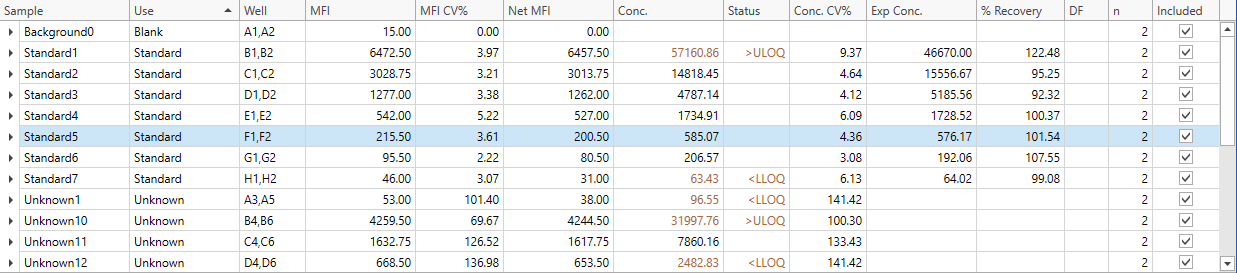 Sample Use Well MFI MFI CV% Net MFI Conc. Status Conc. CV% Exp Conc. % Recovery DF n Included
Background0 Blank A1,A2 15.00 0.00 0.00 2
Standard1 Standard B1,B2 6472.50 3.97 6457.50 57160.86 >ULOQ 9.37 46670.00 122.48 2
Standard2 Standard C1,C2 3028.75 3.21 3013.75 14818.45 4.64 15556.67 95.25 2
Standard3 Standard D1,D2 1277.00 3.38 1262.00 4787.14 4.12 5185.56 92.32 2
Standard4 Standard E1,E2 542.00 5.22 527.00 1734.91 6.09 1728.52 100.37 2
Standard5 Standard F1,F2 215.50 3.61 200.50 585.07 4.36 576.17 101.54 2
Standard6 Standard G1,G2 95.50 2.22 80.50 206.57 3.08 192.06 107.55 2
Standard7 Standard H1,H2 46.00 3.07 31.00 63.43 <LLOQ 6.13 64.02 99.08 2
Unknown1 Unknown A3,A5 53.00 101.40 38.00 96.55 <LLOQ 141.42 2
Unknown10 Unknown B4,B6 4259.50 69.67 4244.50 31997.76 >ULOQ 100.30 2
Unknown11 Unknown C4,C6 1632.75 126.52 1617.75 7860.16 133.43 2
Unknown12 Unknown D4,D6 668.50 136.98 653.50 2482.83 <LLOQ 141.42 2